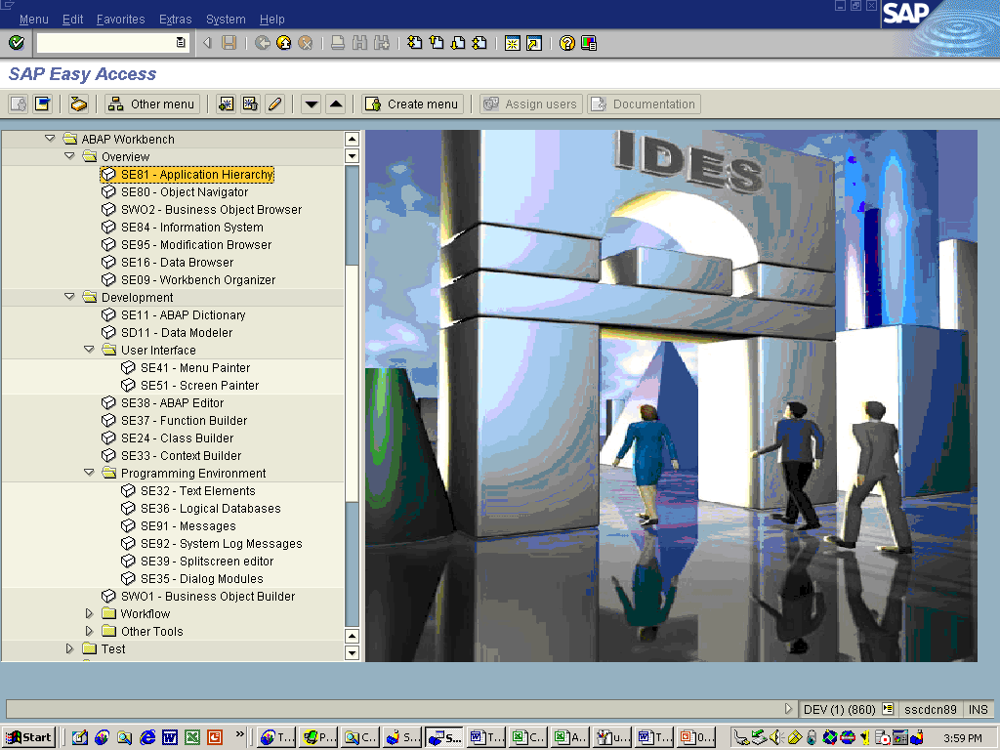 Menu Edit Favorites Extras System Help
SAP
SAP Easy Access
Other menu Create menu Assign users Documentation
ABAP Workbench
Overview
SE81 - Application Hierarchy
SE80 - Object Navigator
SWO2 - Business Object Browser
SE84 - Information System
SE95 - Modification Browser
SE16 - Data Browser
SE09 - Workbench Organizer
Development
SE11 - ABAP Dictionary
SD11 - Data Modeler
User Interface
SE41 - Menu Painter
SE51 - Screen Painter
SE38 - ABAP Editor
SE37 - Function Builder
SE24 - Class Builder
SE33 - Context Builder
Programming Environment
SE32 - Text Elements
SE36 - Logical Databases
SE91 - Messages
SE92 - System Log Messages
SE39 - Splitscreen editor
SE35 - Dialog Modules
SWO1 - Business Object Builder
Workflow
Other Tools
Test
IDES
DEV (1) (860) sscdcn89 INS
Start » T... P... C... S... S... T... C... A... u... T... 0... 3:59 PM